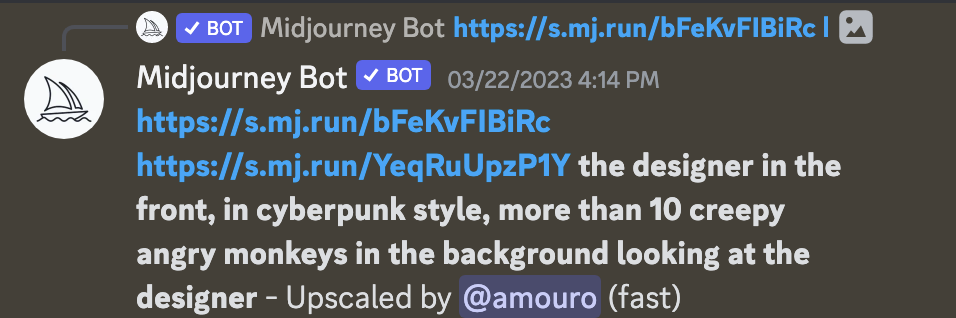 ✓ BOT Midjourney Bot https://s.mj.run/bFeKvFIBiRc I
Midjourney Bot ✓ BOT 03/22/2023 4:14 PM
https://s.mj.run/bFeKvFIBiRc
https://s.mj.run/YeqRuUpzP1Y the designer in the
front, in cyberpunk style, more than 10 creepy
angry monkeys in the background looking at the
designer - Upscaled by @amouro (fast)